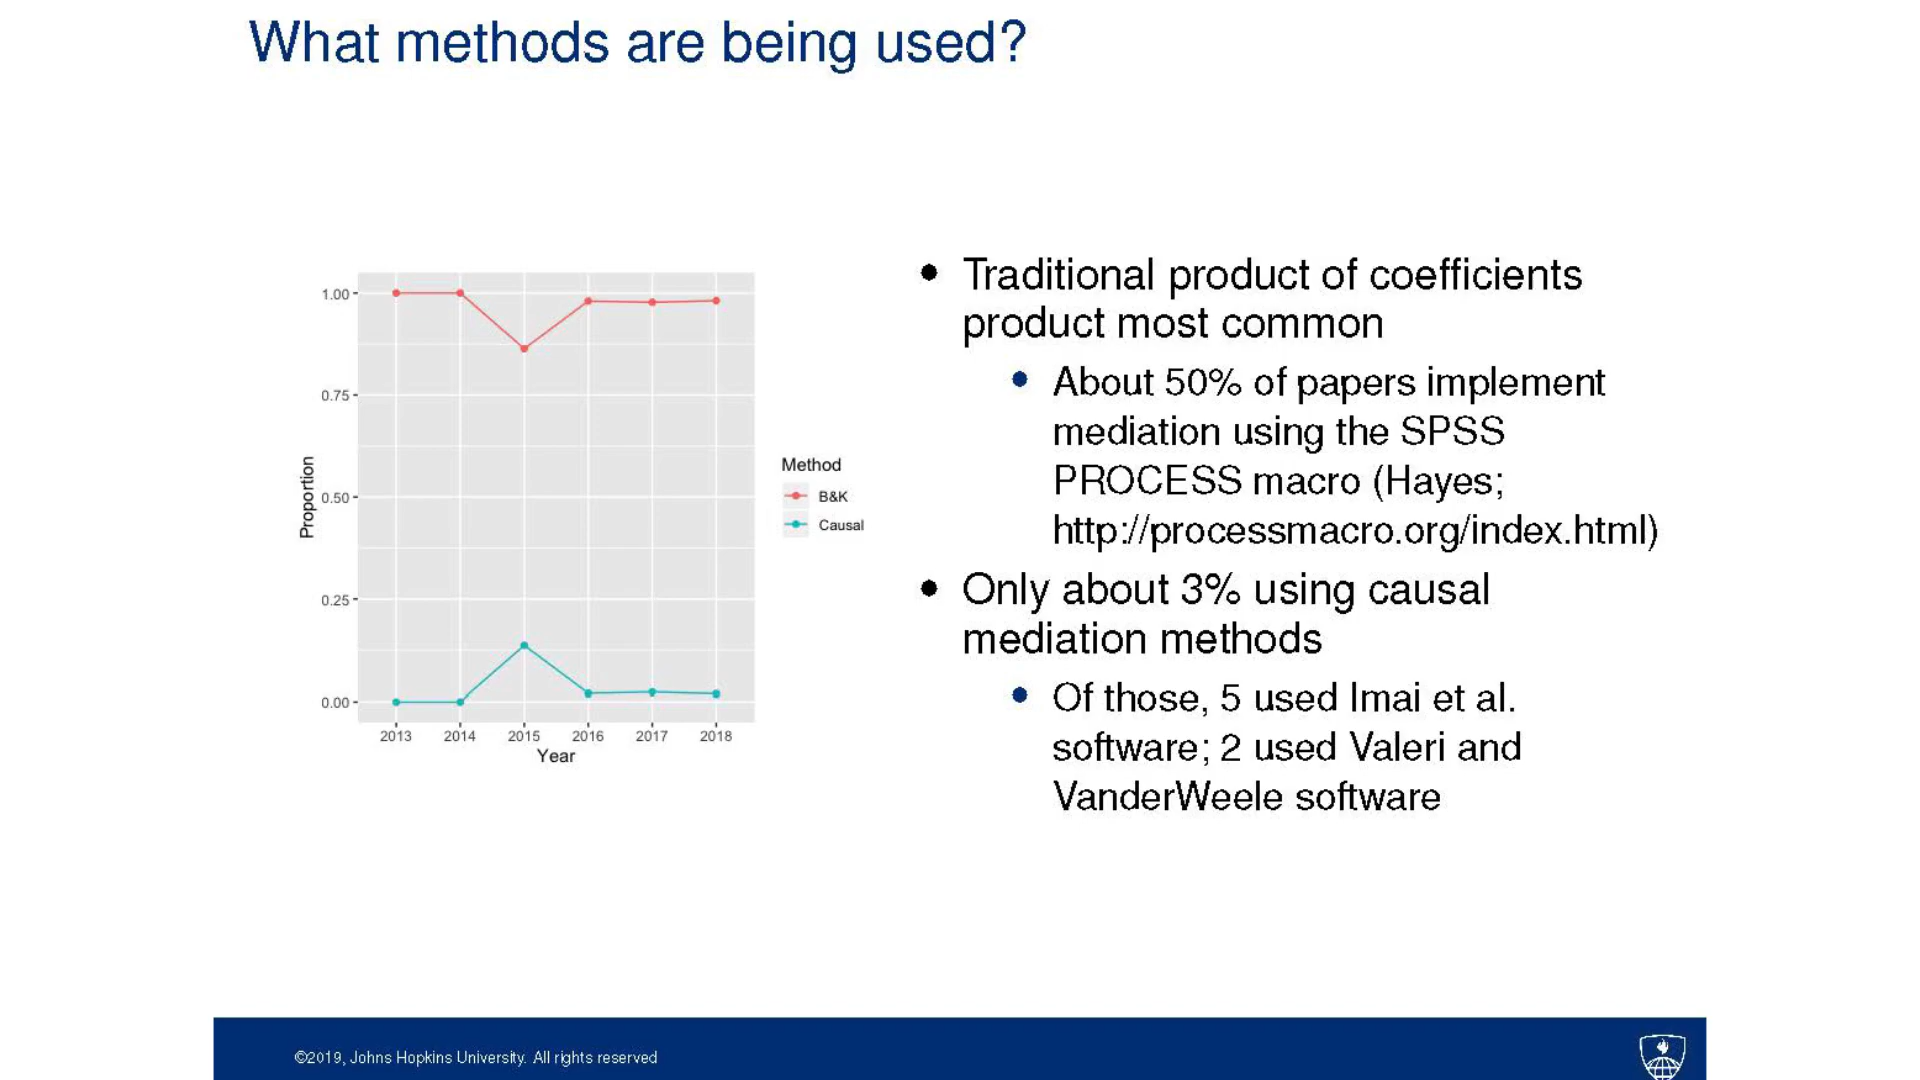 What methods are being used?
1.00
0.75
0.50
0.25
0.00
Proportion
2013 2014 2015 2016 2017 2018
Year
Method
B&K
Causal
• Traditional product of coefficients
product most common
• About 50% of papers implement
mediation using the SPSS
PROCESS macro (Hayes;
http://processmacro.org/index.html)
• Only about 3% using causal
mediation methods
• Of those, 5 used Imai et al.
software; 2 used Valeri and
VanderWeele software
©2019, Johns Hopkins University. All rights reserved